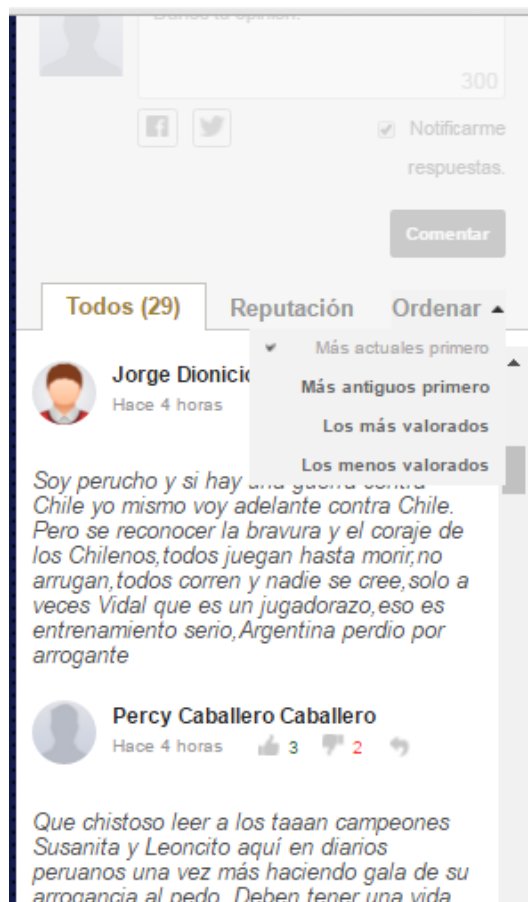 Danos tu opinión.
300
Notificarme
respuestas.
Comentar
Todos (29)
Reputación
Ordenar
Más actuales primero
Más antiguos primero
Los más valorados
Los menos valorados
Jorge Dionicio
Hace 4 horas
Soy perucho y si hay una guerra contra
Chile yo mismo voy adelante contra Chile.
Pero se reconocer la bravura y el coraje de
los Chilenos,todos juegan hasta morir,no
arrugan,todos corren y nadie se cree,solo a
veces Vidal que es un jugadorazo,eso es
entrenamiento serio,Argentina perdio por
arrogante
Percy Caballero Caballero
Hace 4 horas
3
2
Que chistoso leer a los taaan campeones
Susanita y Leoncito aquí en diarios
peruanos una vez más haciendo gala de su
arrogancia al pedo. Deben tener una vida